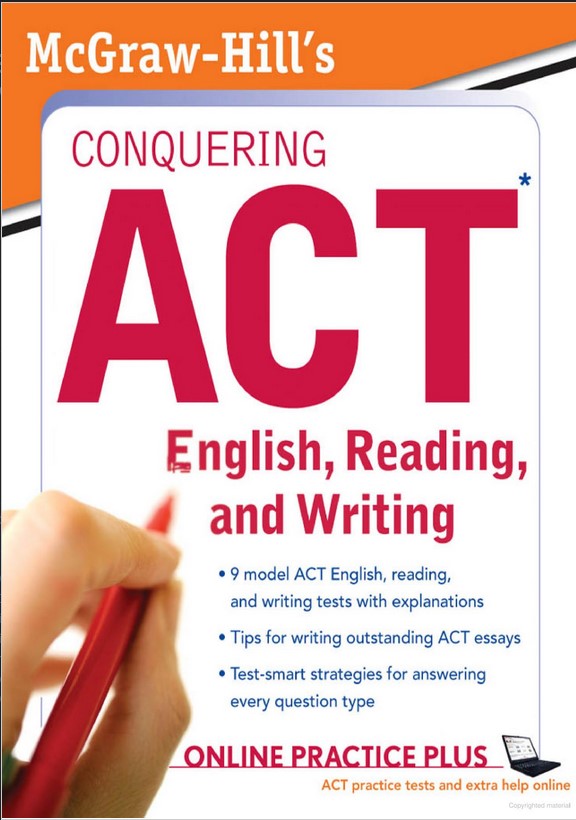 McGraw-Hill's
CONQUERING
ACT*
English, Reading,
and Writing
• 9 model ACT English, reading,
and writing tests with explanations
• Tips for writing outstanding ACT essays
• Test-smart strategies for answering
every question type
ONLINE PRACTICE PLUS
ACT practice tests and extra help online
Copyrighted material